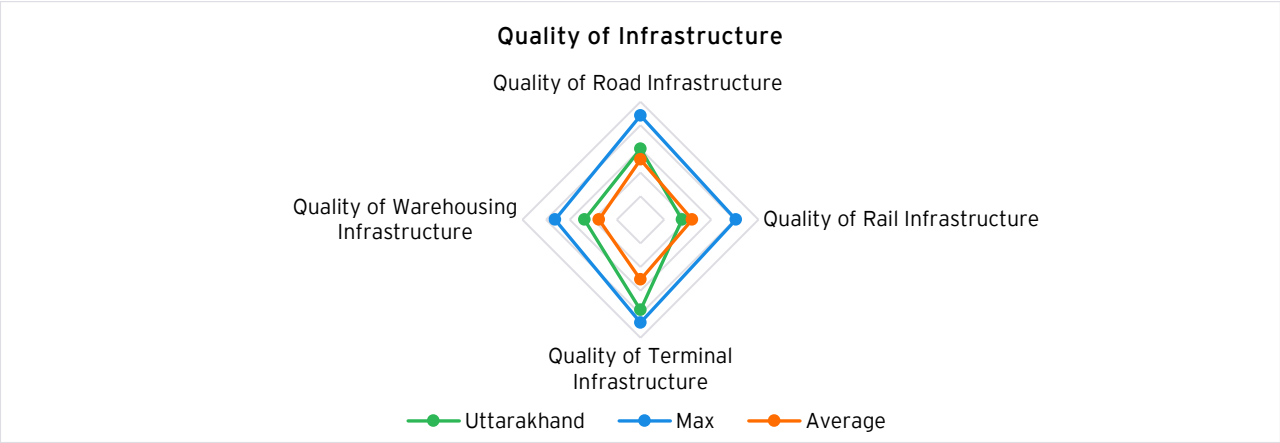 Quality of Infrastructure
Quality of Road Infrastructure
Quality of Warehousing
Infrastructure
Quality of Rail Infrastructure
Quality of Terminal
Infrastructure
Uttarakhand
Max
Average